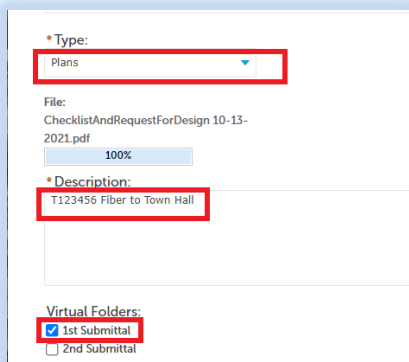 *Type:
Plans
File:
ChecklistAndRequestForDesign 10-13-
2021.pdf
100%
*Description:
T123456 Fiber to Town Hall
Virtual Folders:
1st Submittal
2nd Submittal